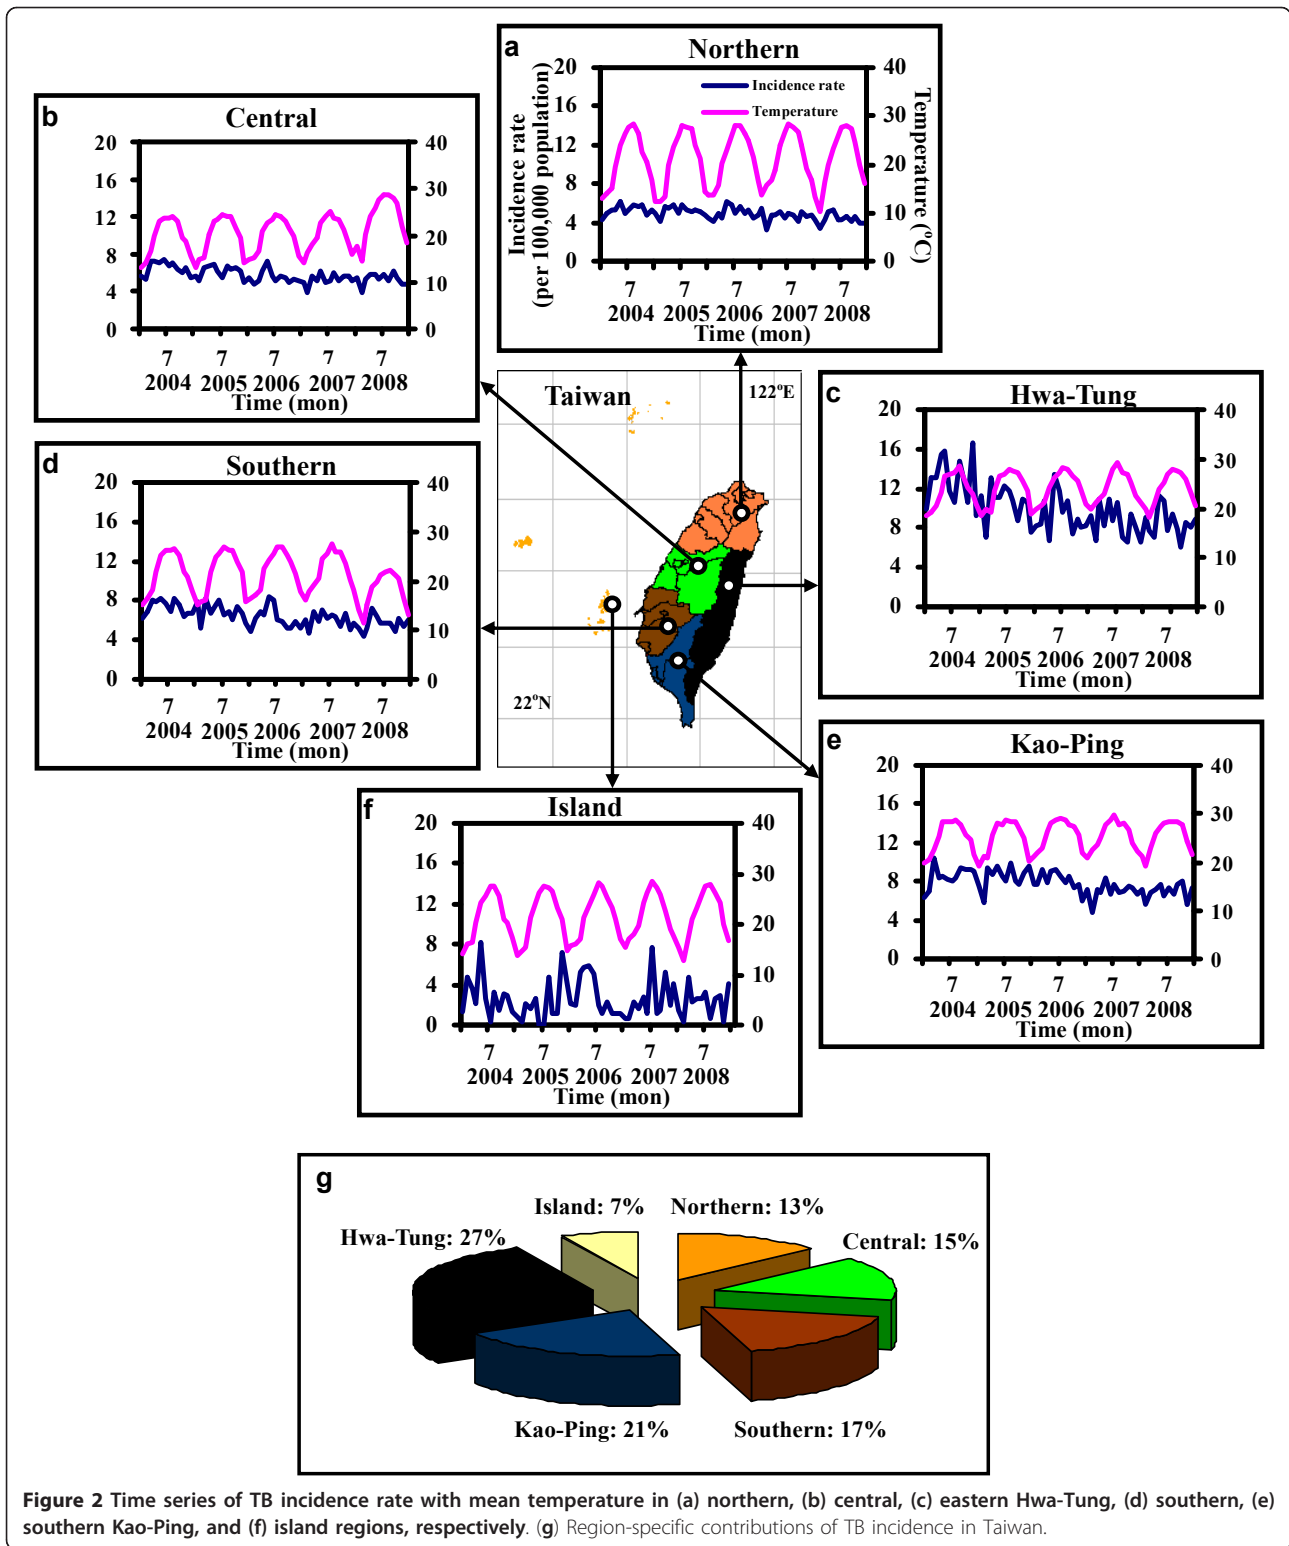 a
Northern
20
16
12
8
4
0
40
30
20
10
0
Incidence rate
(per 100,000 population)
Temperature (°C)
Incidence rate
Temperature
7 7 7 7 7
2004 2005 2006 2007 2008
Time (mon)
b
Central
20
16
12
8
4
0
40
30
20
10
0
7 7 7 7 7
2004 2005 2006 2007 2008
Time (mon)
Taiwan
122°E
22°N
c
Hwa-Tung
20
16
12
8
4
0
40
30
20
10
0
7 7 7 7 7
2004 2005 2006 2007 2008
Time (mon)
d
Southern
20
16
12
8
4
0
40
30
20
10
0
7 7 7 7 7
2004 2005 2006 2007 2008
Time (mon)
e
Kao-Ping
20
16
12
8
4
0
40
30
20
10
0
7 7 7 7 7
2004 2005 2006 2007 2008
Time (mon)
f
Island
20
16
12
8
4
0
40
30
20
10
0
7 7 7 7 7
2004 2005 2006 2007 2008
Time (mon)
g
Island: 7%
Northern: 13%
Hwa-Tung: 27%
Central: 15%
Kao-Ping: 21%
Southern: 17%
Figure 2 Time series of TB incidence rate with mean temperature in (a) northern, (b) central, (c) eastern Hwa-Tung, (d) southern, (e)
southern Kao-Ping, and (f) island regions, respectively. (g) Region-specific contributions of TB incidence in Taiwan.